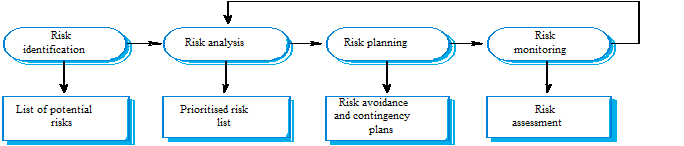 Risk
identification
Risk analysis
Risk planning
Risk
monitoring
List of potential
risks
Prioritised risk
list
Risk avoidance
and contingency
plans
Risk
assessment